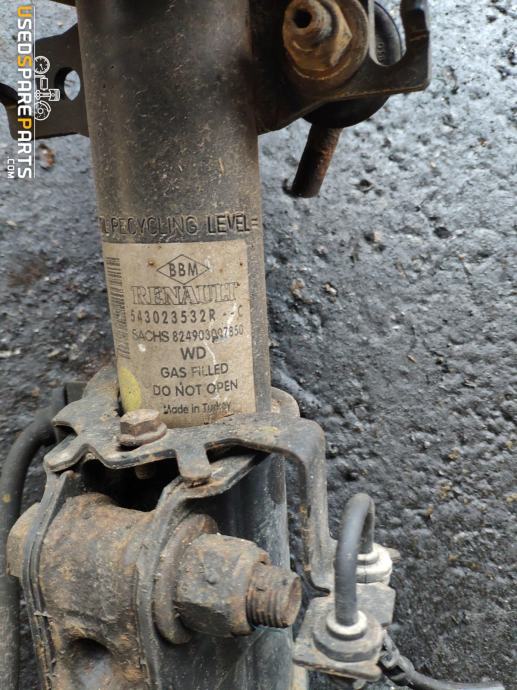 USEDSPAREPARTS
.COM
RECYCLING LEVEL=
BBM
RENAULT
543023532R
SACHS 824903007850
WD
GAS FILLED
DO NOT OPEN
Made in Turkey